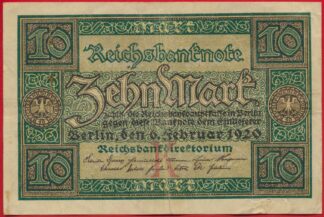 10 10
Reichsbanknote
Zehn Mark
zahlt die Reichsbankhauptkasse in Berlin
gegen diese Banknote dem Einlieferer
Berlin, den 6. Februar 1920
Reichsbankdirektorium
10 10